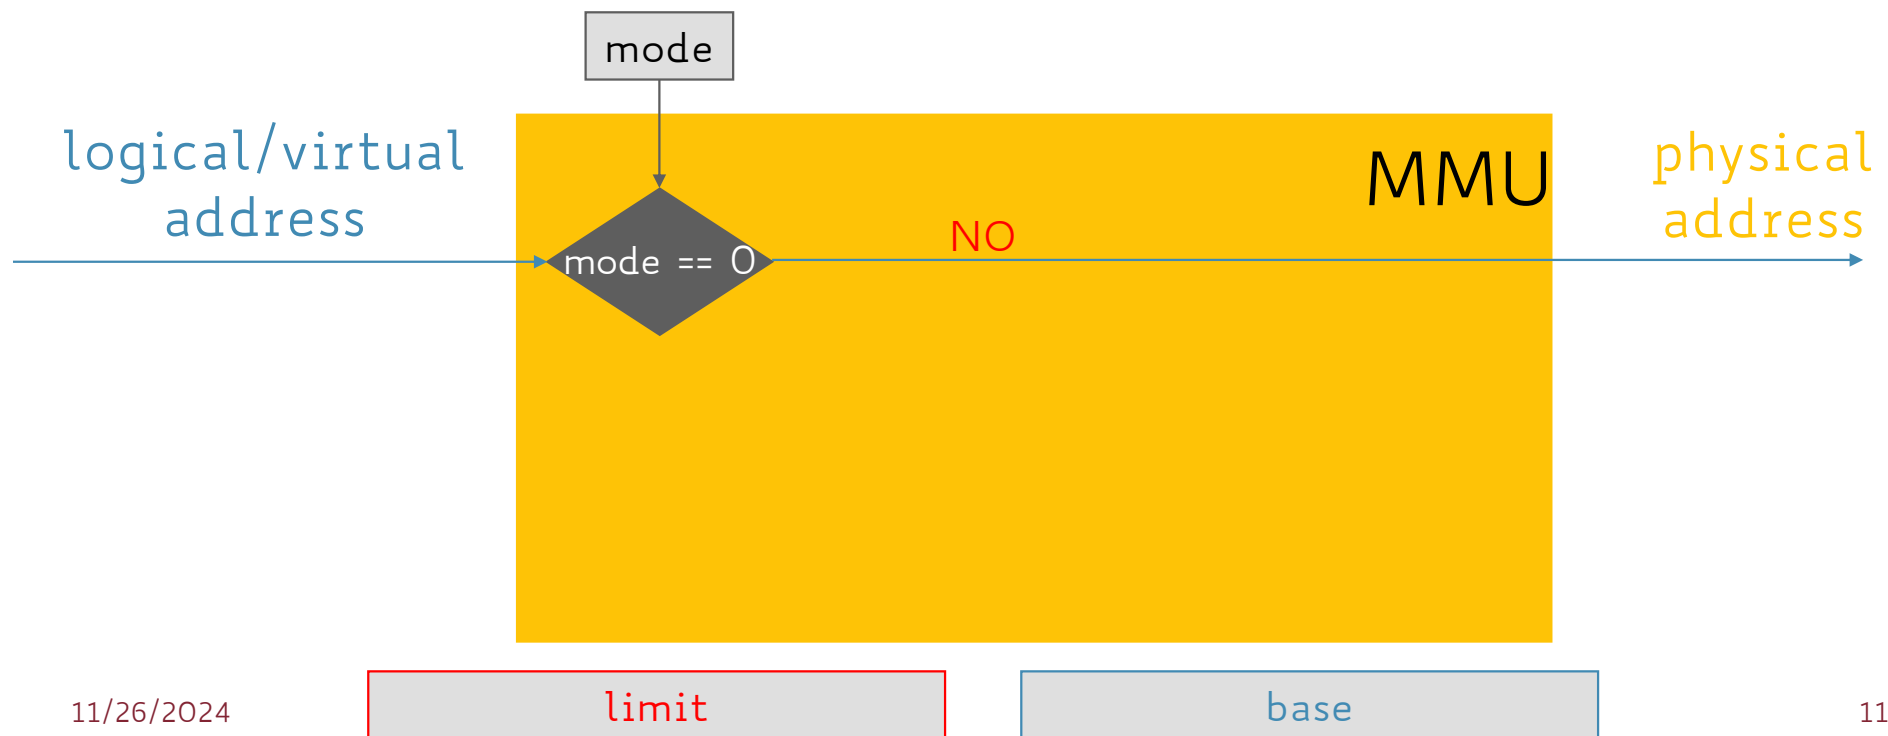 mode
logical/virtual
address
MMU
physical
address
NO
mode == 0
limit
base
11/26/2024
11